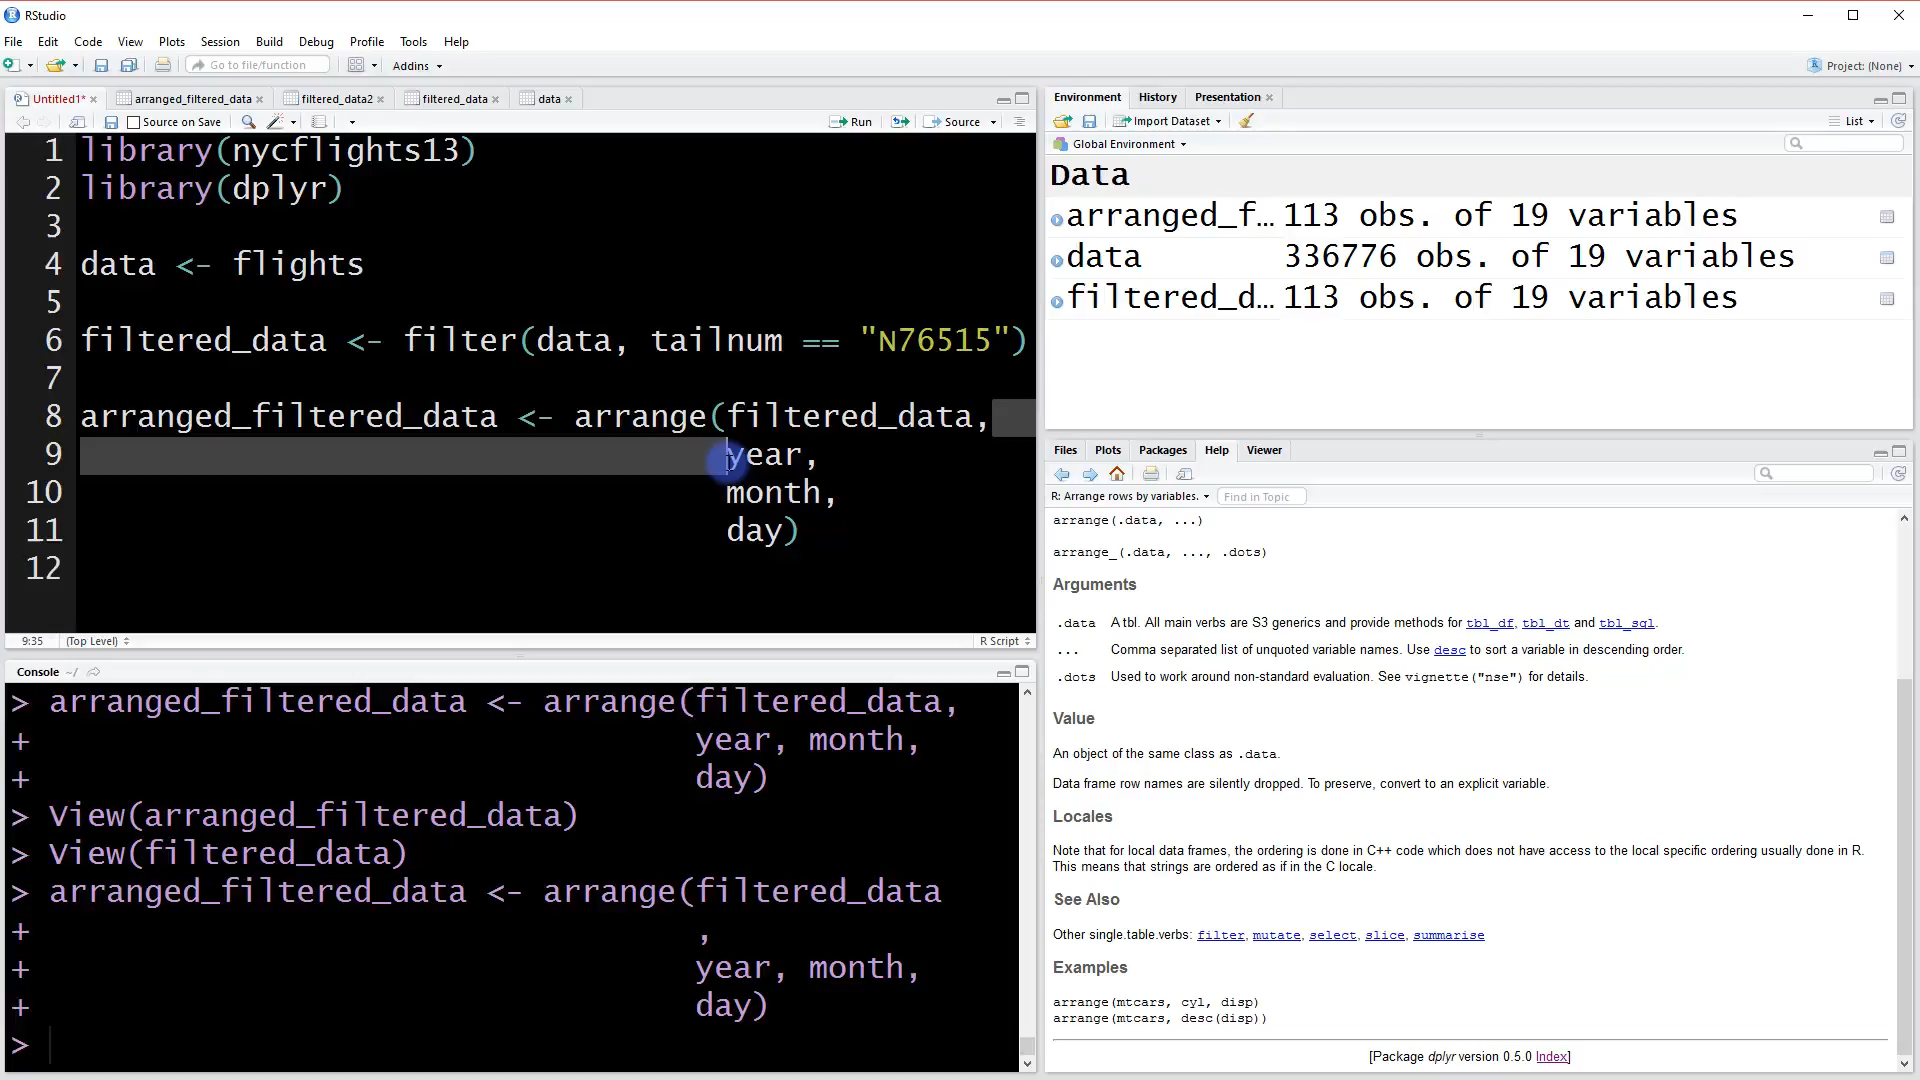 RStudio
File Edit Code View Plots Session Build Debug Profile Tools Help
Go to file/function Addins Project: (None)
Untitled1* arranged_filtered_data filtered_data2 filtered_data data
Source on Save Run Source
1 library(nycflights13)
2 library(dplyr)
3
4 data <- flights
5
6 filtered_data <- filter(data, tailnum == "N76515")
7
8 arranged_filtered_data <- arrange(filtered_data,
9 year,
10 month,
11 day)
12
9:35 (Top Level) R Script
Console ~/
> arranged_filtered_data <- arrange(filtered_data,
+ year, month,
+ day)
> View(arranged_filtered_data)
> View(filtered_data)
> arranged_filtered_data <- arrange(filtered_data
+ ,
+ year, month,
+ day)
>
Environment History Presentation
Import Dataset List
Global Environment
Data
arranged_f… 113 obs. of 19 variables
data 336776 obs. of 19 variables
filtered_d… 113 obs. of 19 variables
Files Plots Packages Help Viewer
R: Arrange rows by variables. Find in Topic
arrange(.data, ...)
arrange_(.data, ..., .dots)
Arguments
.data A tbl. All main verbs are S3 generics and provide methods for tbl_df, tbl_dt and tbl_sql.
... Comma separated list of unquoted variable names. Use desc to sort a variable in descending order.
.dots Used to work around non-standard evaluation. See vignette("nse") for details.
Value
An object of the same class as .data.
Data frame row names are silently dropped. To preserve, convert to an explicit variable.
Locales
Note that for local data frames, the ordering is done in C++ code which does not have access to the local specific ordering usually done in R.
This means that strings are ordered as if in the C locale.
See Also
Other single.table.verbs: filter, mutate, select, slice, summarise
Examples
arrange(mtcars, cyl, disp)
arrange(mtcars, desc(disp))
[Package dplyr version 0.5.0 Index]